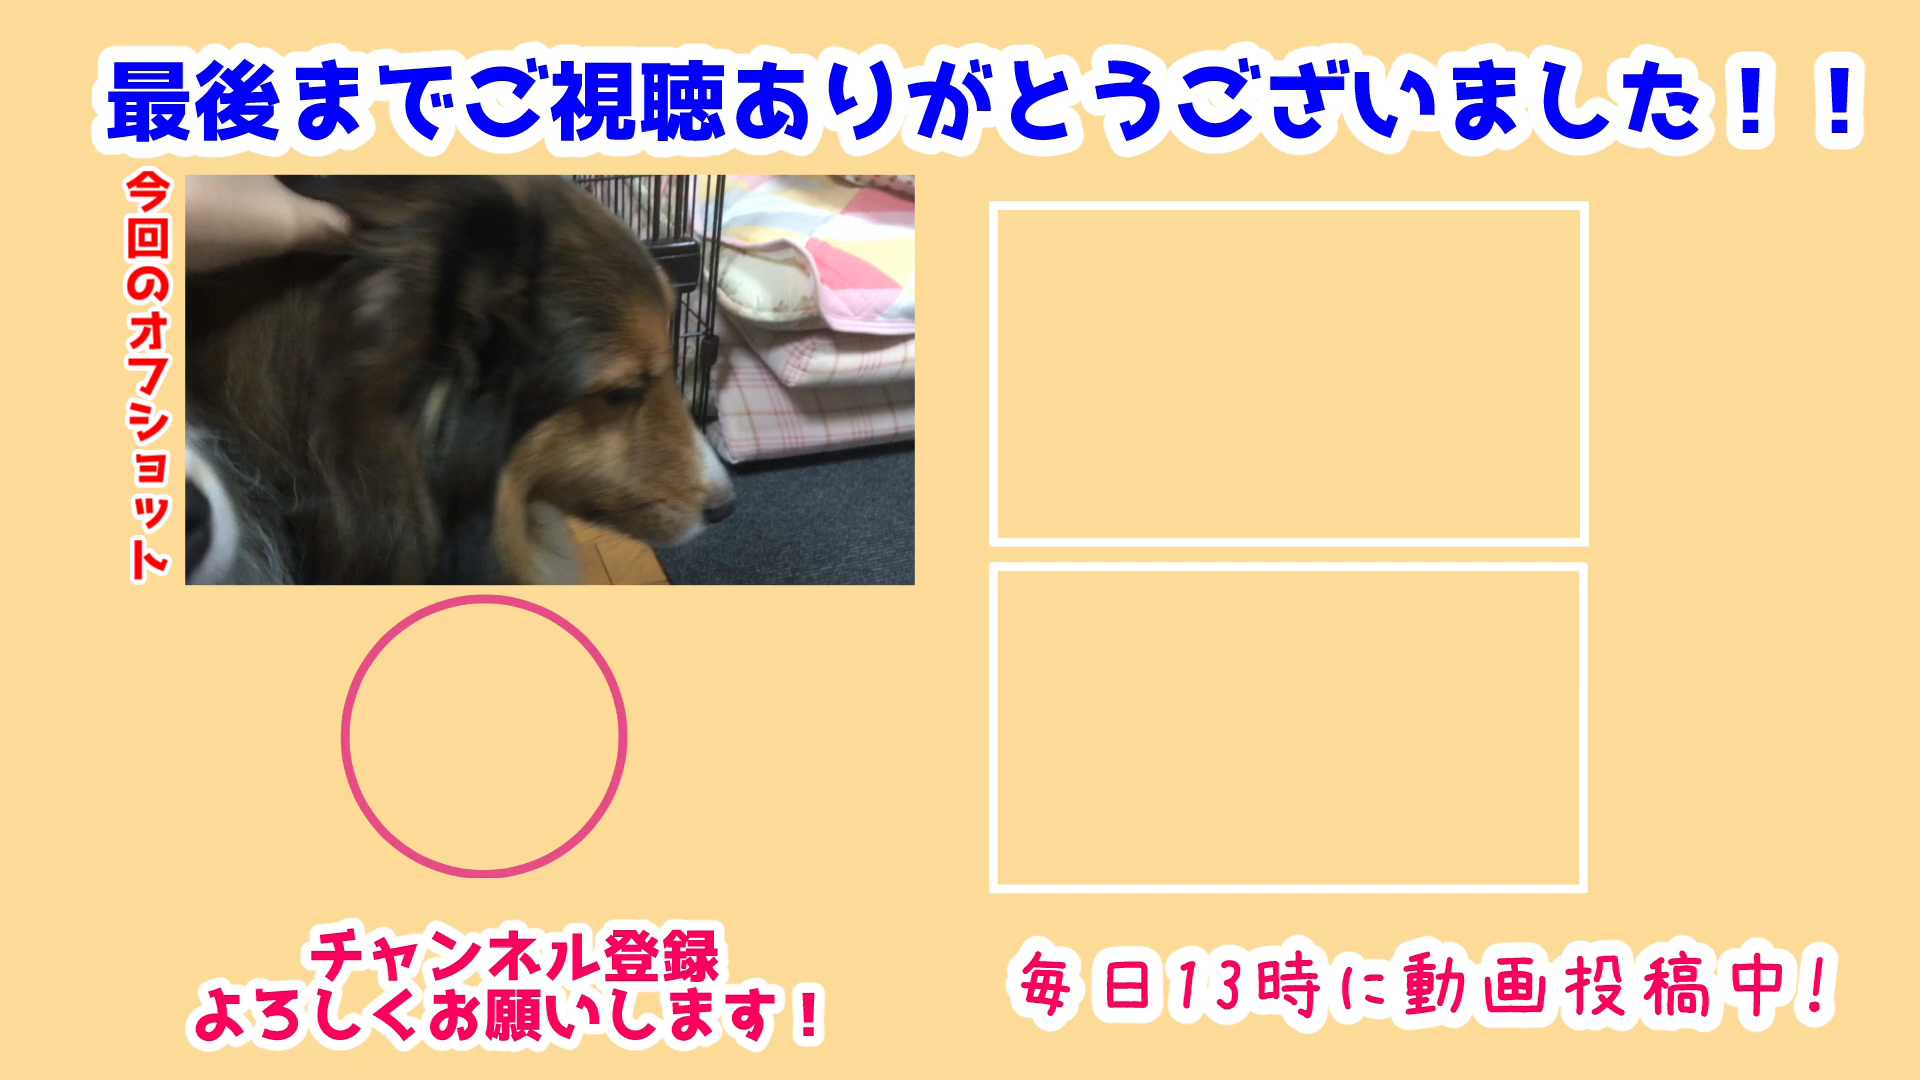 最後までご視聴ありがとうございました！！
今回のオフショット
チャンネル登録
よろしくお願いします！
毎日13時に動画投稿中！